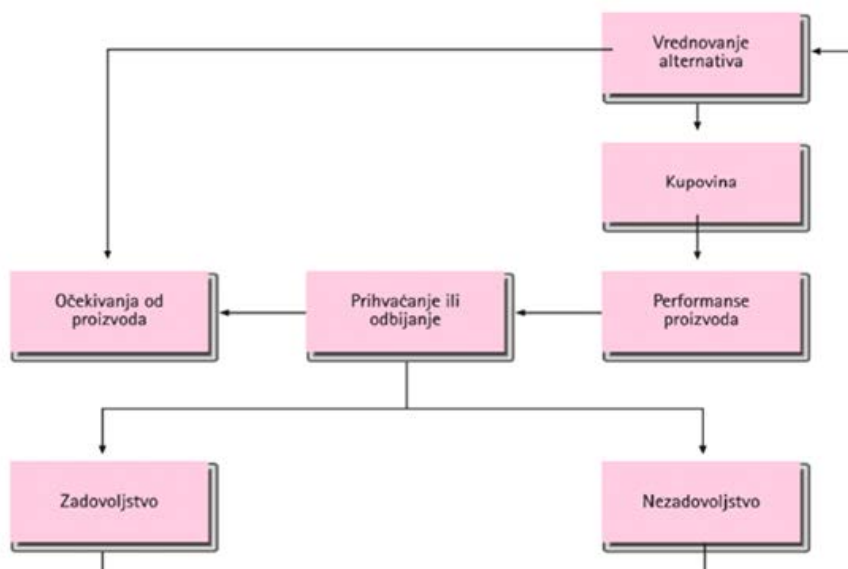 Vrednovanje
alternativa
Kupovina
Očekivanja od
proizvoda
Prihvaćanje ili
odbijanje
Performanse
proizvoda
Zadovoljstvo
Nezadovoljstvo